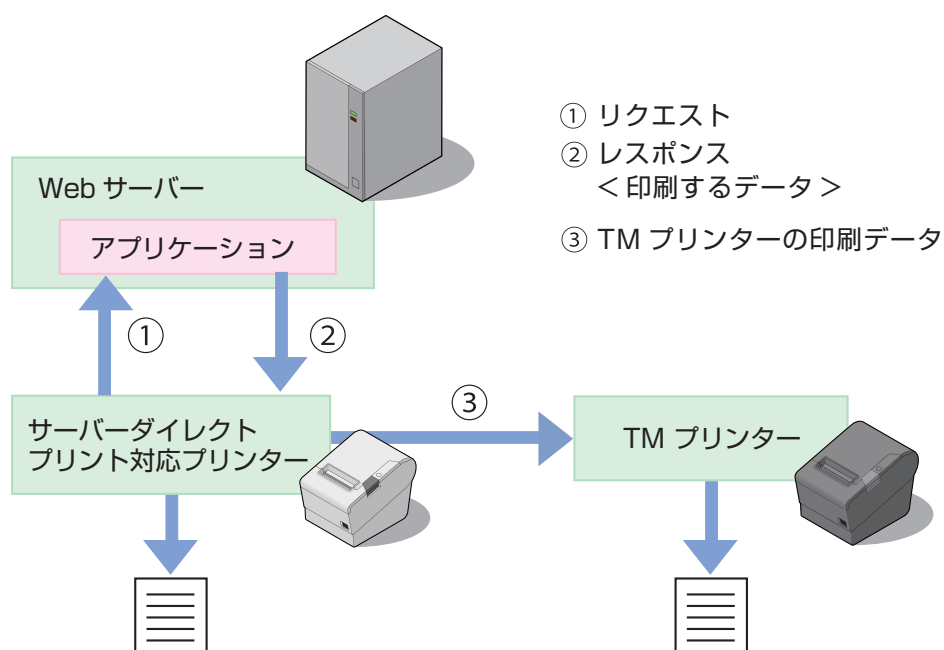 Web サーバー
アプリケーション
① リクエスト
② レスポンス
< 印刷するデータ >
③ TM プリンターの印刷データ
①
②
③
サーバーダイレクト
プリント対応プリンター
TM プリンター